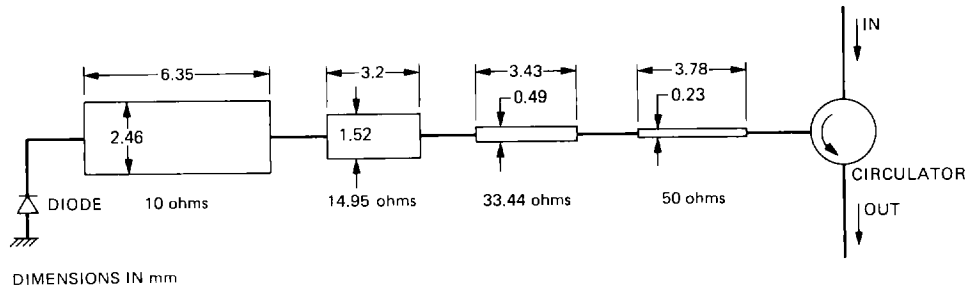 IN
6.35
3.2
3.43
3.78
0.49
0.23
2.46
1.52
CIRCULATOR
DIODE
10 ohms
14.95 ohms
33.44 ohms
50 ohms
OUT
DIMENSIONS IN mm